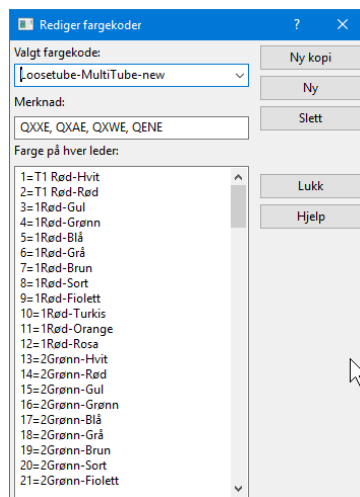 Rediger fargekoder
Valgt fargekode:
Loosetube-MultiTube-new
Merknad:
QXXE, QXAE, QXWE, QENE
Farge på hver leder:
1=T1 Rød-Hvit
2=T1 Rød-Rød
3=1Rød-Gul
4=1Rød-Grønn
5=1Rød-Blå
6=1Rød-Grå
7=1Rød-Brun
8=1Rød-Sort
9=1Rød-Fiolett
10=1Rød-Turkis
11=1Rød-Orange
12=1Rød-Rosa
13=2Grønn-Hvit
14=2Grønn-Rød
15=2Grønn-Gul
16=2Grønn-Grønn
17=2Grønn-Blå
18=2Grønn-Grå
19=2Grønn-Brun
20=2Grønn-Sort
21=2Grønn-Fiolett
Ny kopi
Ny
Slett
Lukk
Hjelp